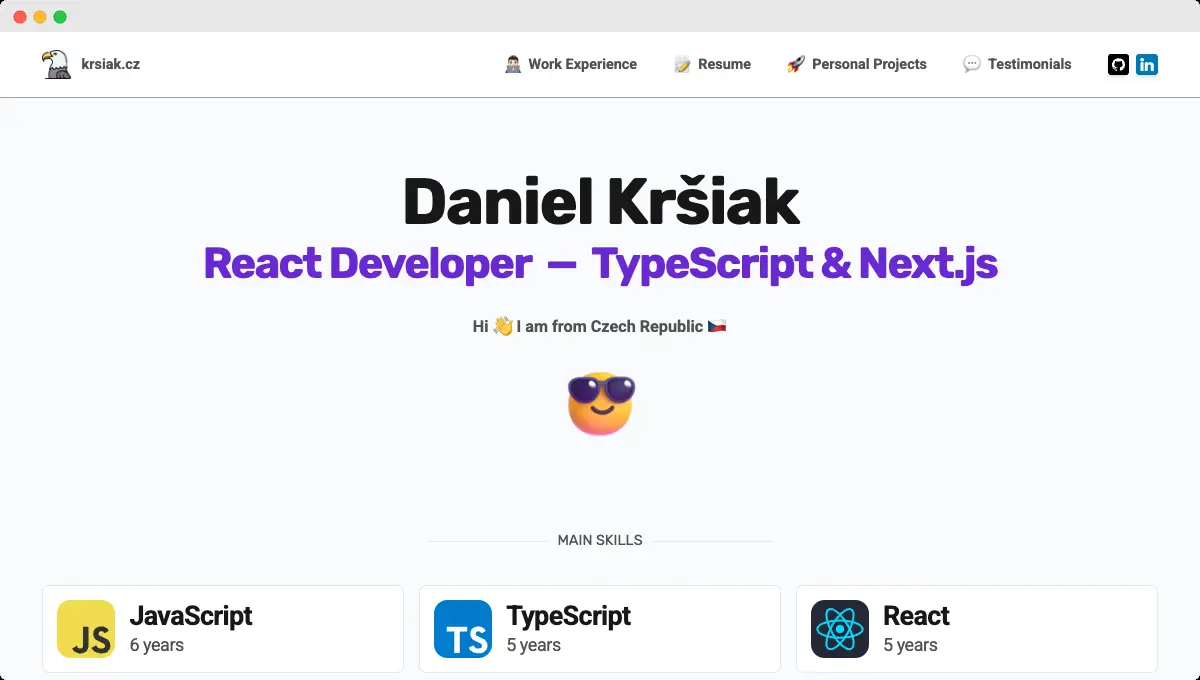 krsiak.cz
Work Experience
Resume
Personal Projects
Testimonials
in
Daniel Kršiak
React Developer — TypeScript & Next.js
Hi 👋 I am from Czech Republic 🇨🇿
MAIN SKILLS
JS
JavaScript
6 years
TS
TypeScript
5 years
React
5 years